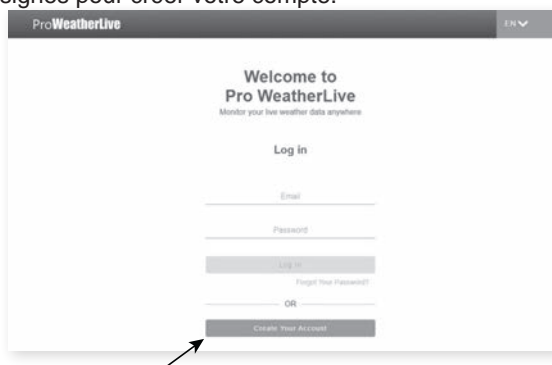 signes pour créer votre compte.
ProWeatherLive EN
Welcome to
Pro WeatherLive
Monitor your live weather data anywhere
Log in
Email
Password
Log in
Forgot Your Password?
OR
Create Your Account